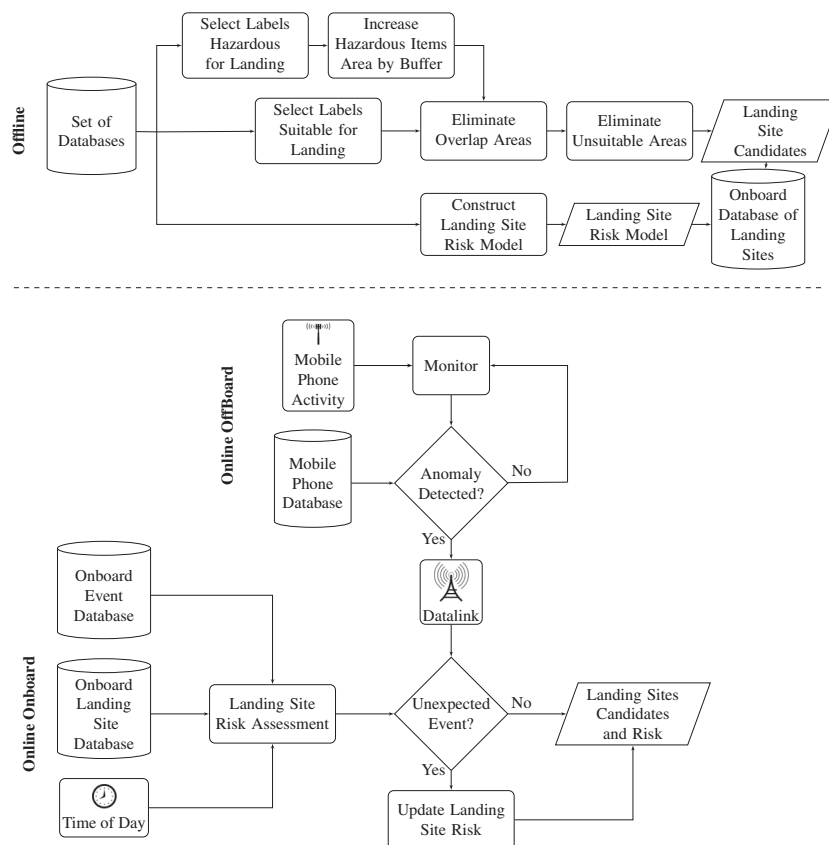 Offline
Set of
Databases
Select Labels
Hazardous
for Landing
Increase
Hazardous Items
Area by Buffer
Select Labels
Suitable for
Landing
Eliminate
Overlap Areas
Eliminate
Unsuitable Areas
Landing
Site
Candidates
Construct
Landing Site
Risk Model
Landing Site
Risk Model
Onboard
Database of
Landing
Sites
Online OffBoard
Mobile
Phone
Activity
Monitor
Mobile
Phone
Database
Anomaly
Detected?
No
Yes
Datalink
Online Onboard
Onboard
Event
Database
Onboard
Landing
Site
Database
Time of Day
Landing Site
Risk Assessment
Unexpected
Event?
No
Yes
Landing Sites
Candidates
and Risk
Update Landing
Site Risk